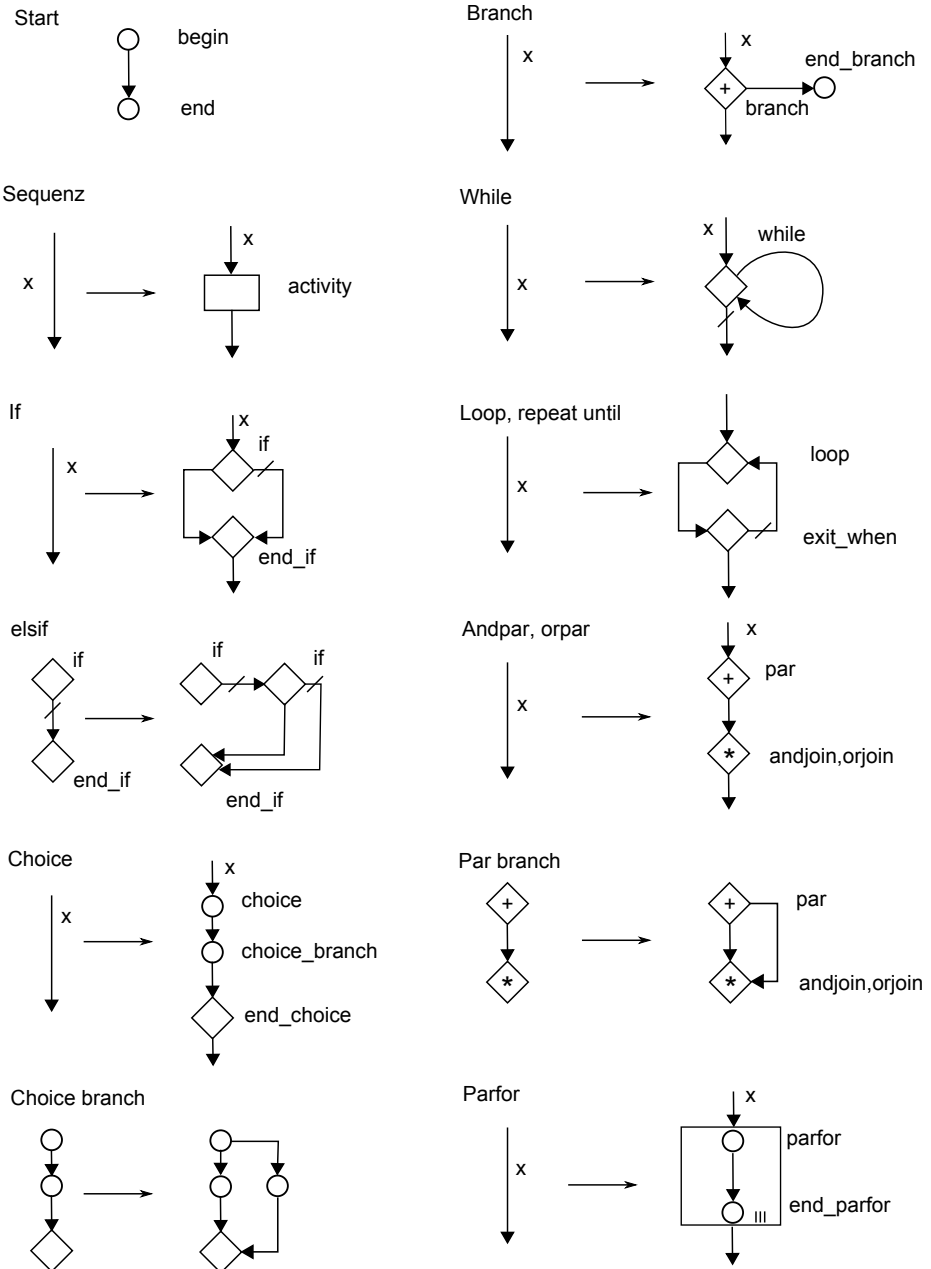 Start
begin
end
Branch
x
x
+
branch
end_branch
Sequenz
x
x
activity
While
x
x
while
If
x
x
if
end_if
Loop, repeat until
x
loop
exit_when
elsif
if
end_if
if
if
end_if
Andpar, orpar
x
x
+
par
*
andjoin,orjoin
Choice
x
x
choice
choice_branch
end_choice
Par branch
+
*
+
par
*
andjoin,orjoin
Choice branch
Parfor
x
x
parfor
end_parfor
III